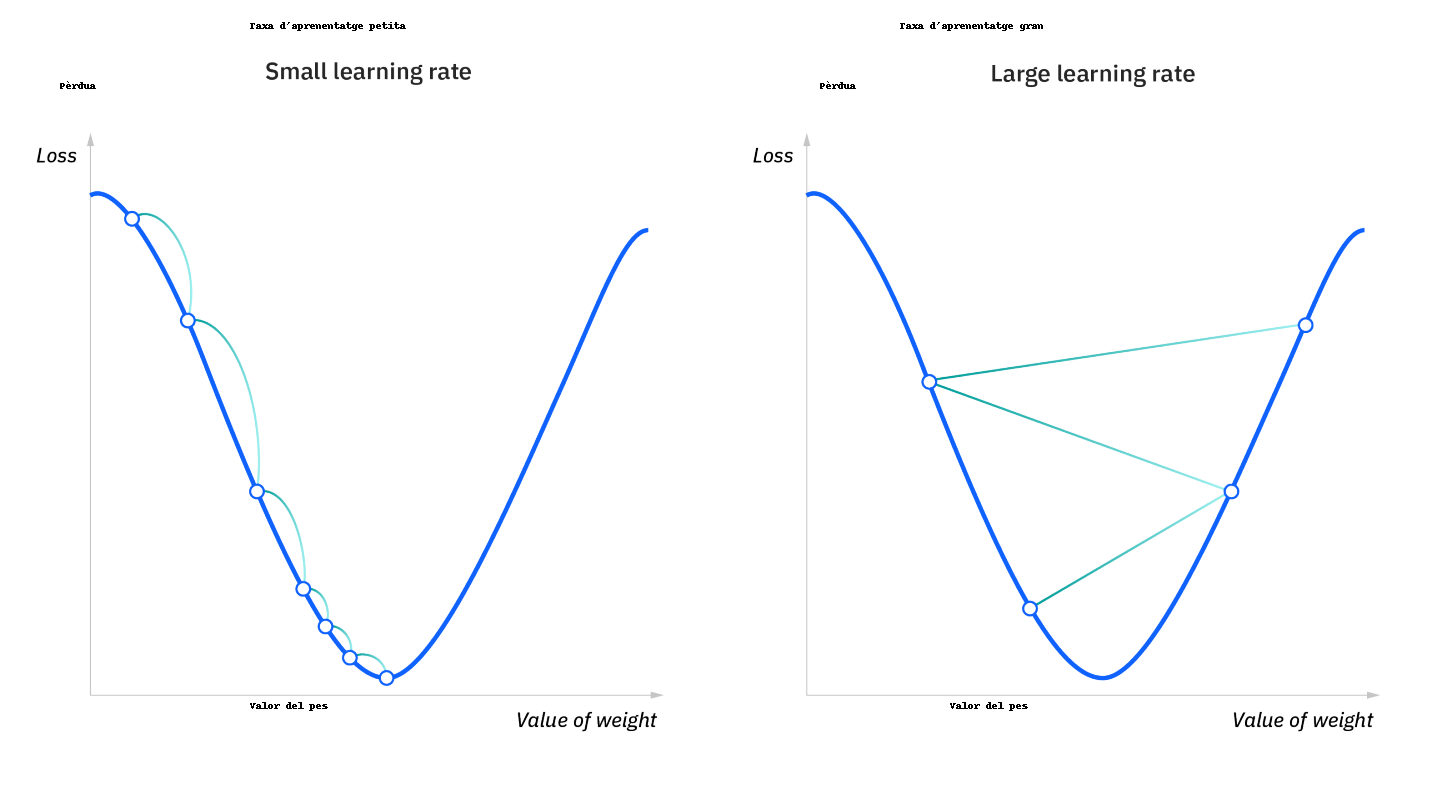 Taxa d'aprenentatge petita
Small learning rate
Pèrdua
Loss
Valor del pes
Value of weight
Taxa d'aprenentatge gran
Large learning rate
Pèrdua
Loss
Valor del pes
Value of weight